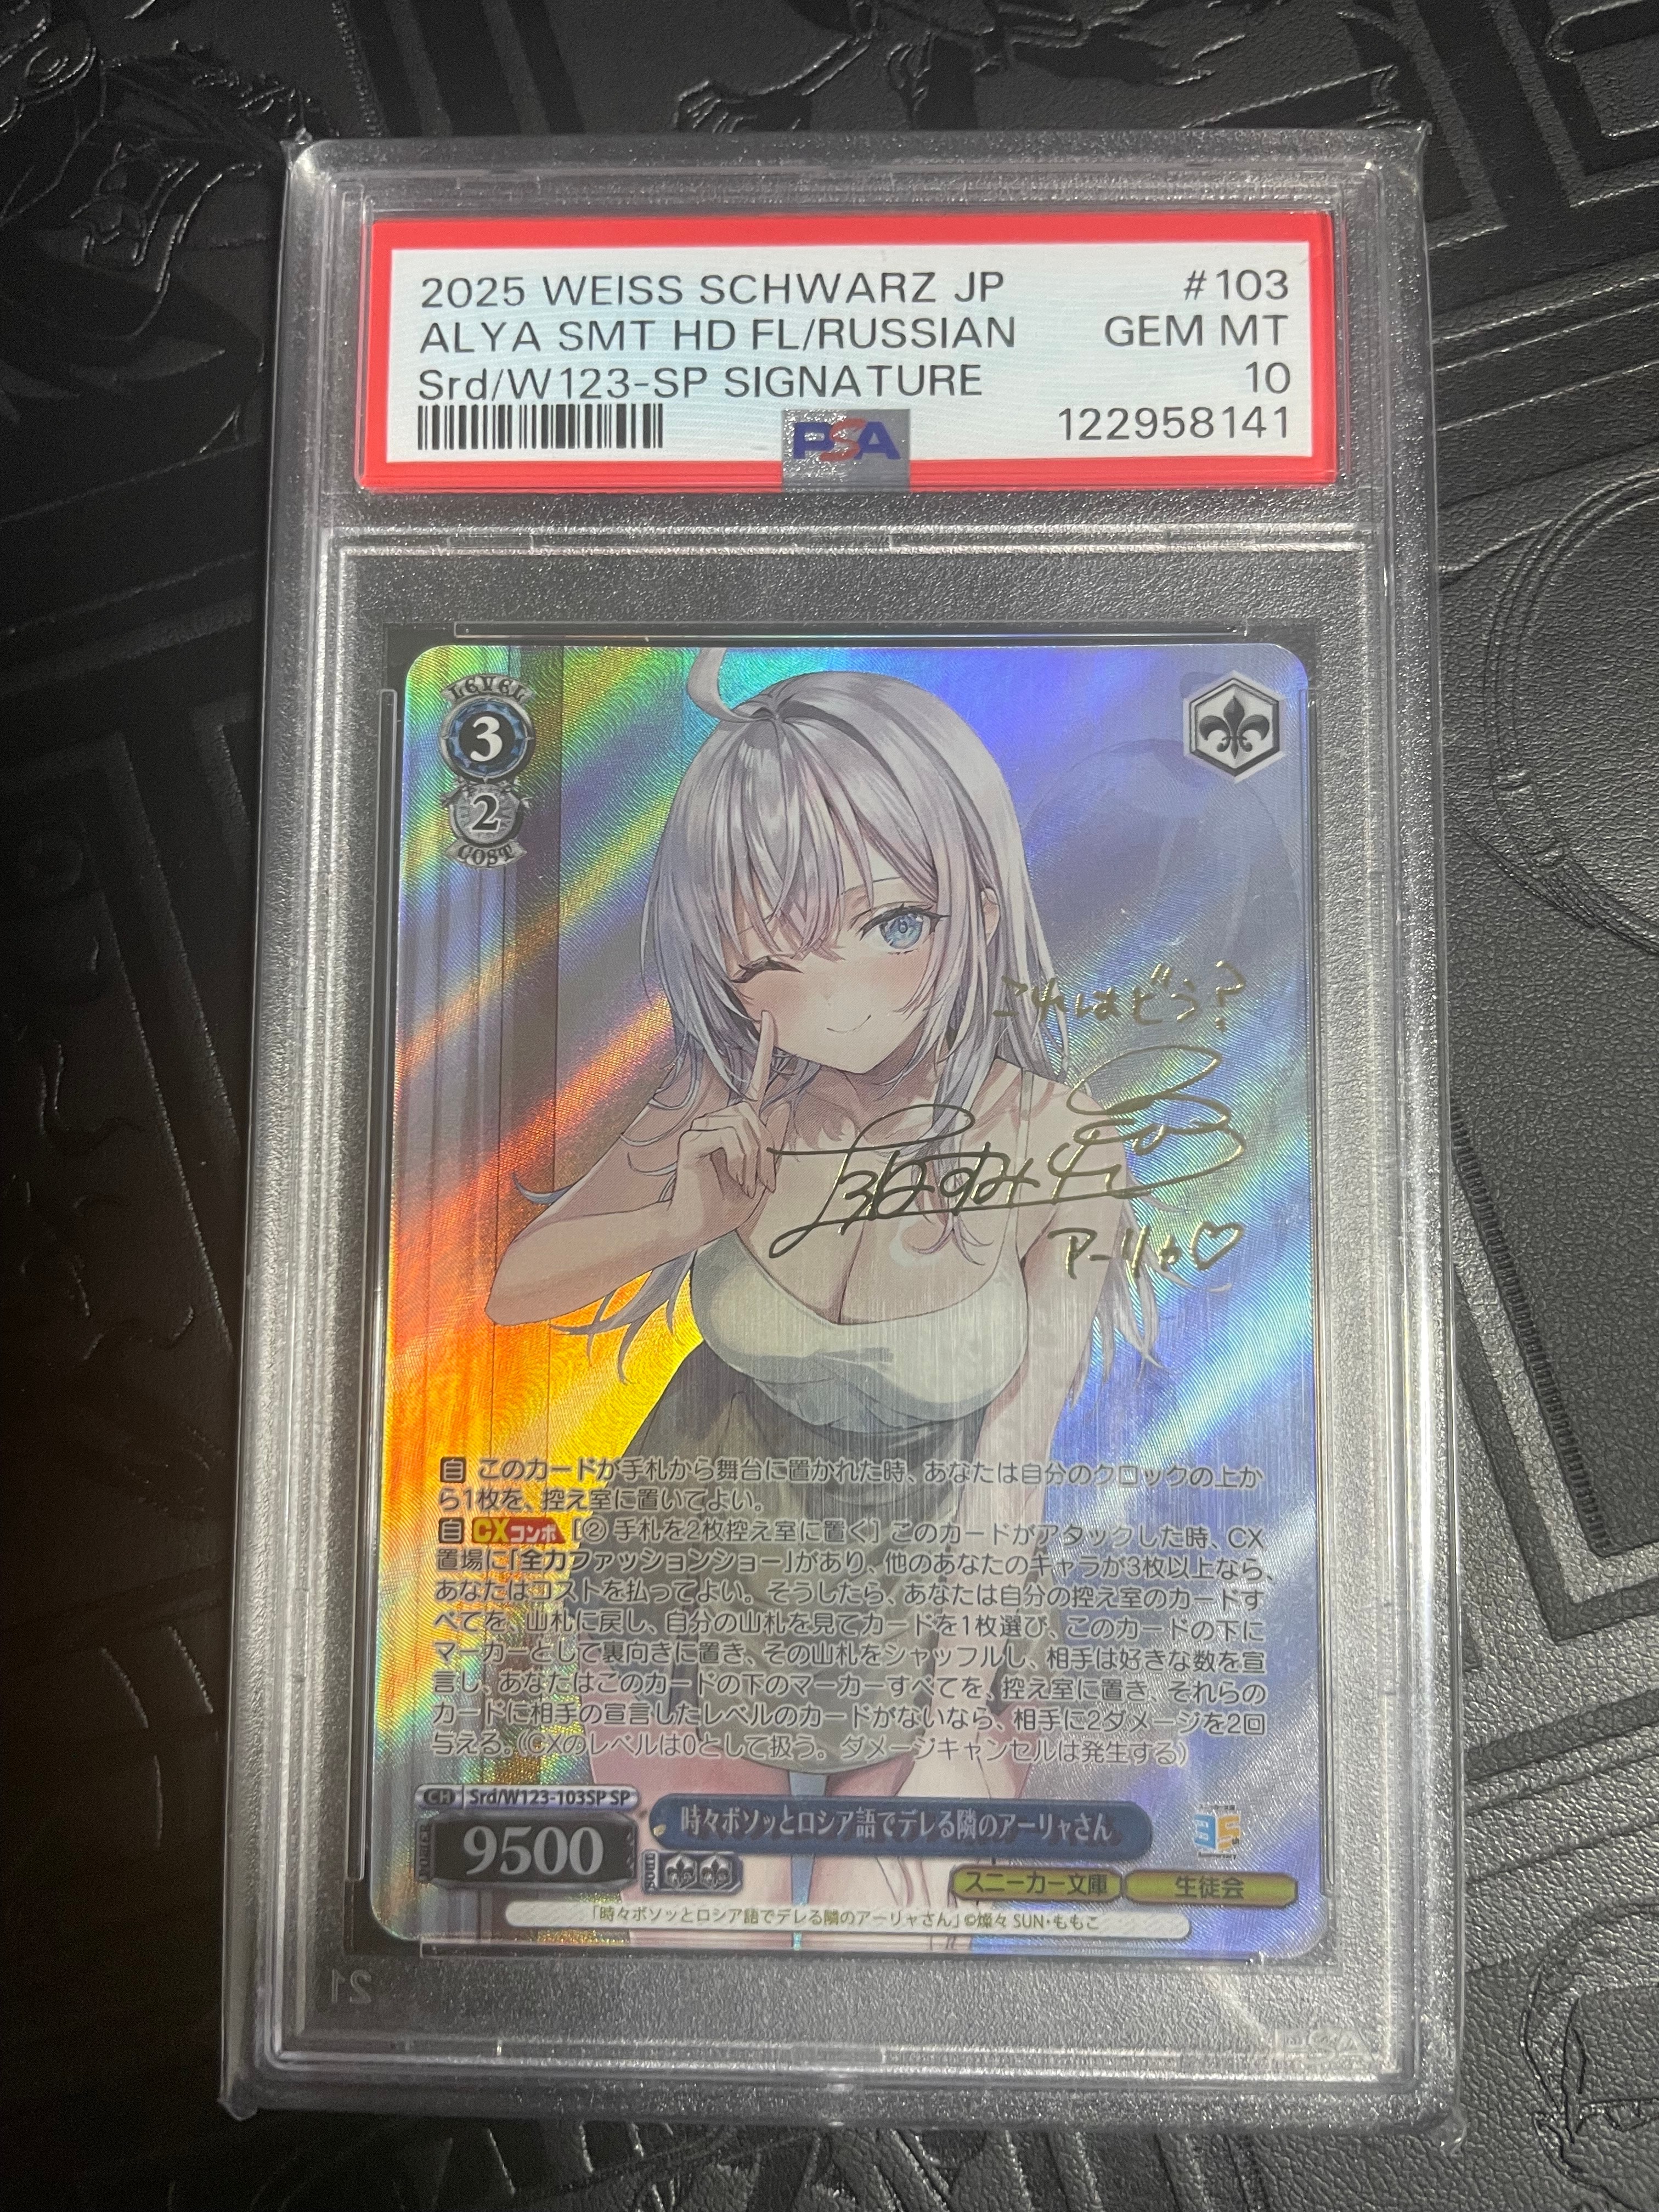 2025 WEISS SCHWARZ JP #103
ALYA SMT HD FL/RUSSIAN GEM MT
Srd/W123-SP SIGNATURE 10
122958141
PSA
LEVEL
3
2
COST
これはどう?
アーリャ♡
自 このカードが手札から舞台に置かれた時、あなたは自分のクロックの上か
ら1枚を、控え室に置いてよい。
自 CXコンボ [② 手札を2枚控え室に置く] このカードがアタックした時、CX
置場に「全力ファッションショー」があり、他のあなたのキャラが3枚以上なら、
あなたはコストを払ってよい。そうしたら、あなたは自分の控え室のカードす
べてを、山札に戻し、自分の山札を見てカードを1枚選び、このカードの下に
マーカーとして裏向きに置き、その山札をシャッフルし、相手は好きな数を宣
言し、あなたはこのカードの下のマーカーすべてを、控え室に置き、それらの
カードに相手の宣言したレベルのカードがないなら、相手に2ダメージを2回
与える。(CXのレベルは0として扱う。ダメージキャンセルは発生する)
CH Srd/W123-103SP SP
POWER 9500
SOUL
時々ボソッとロシア語でデレる隣のアーリャさん
35
スニーカー文庫 生徒会
「時々ボソッとロシア語でデレる隣のアーリャさん」©燦々SUN・ももこ